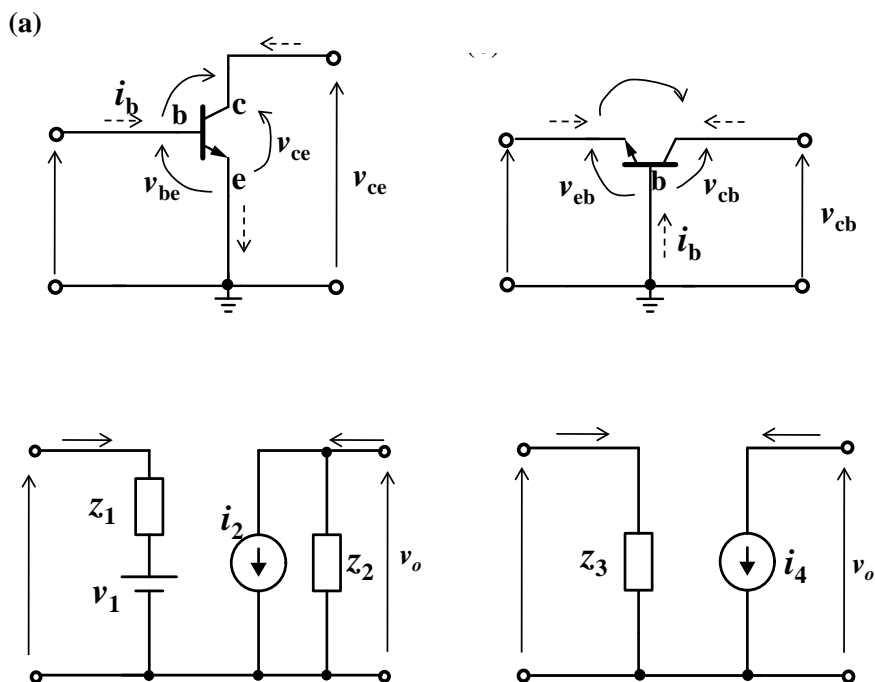 (a)
i_b
b
c
v_be
e
v_ce
v_ce
v_eb
b
v_cb
i_b
v_cb
z_1
v_1
i_2
z_2
v_o
z_3
i_4
v_o